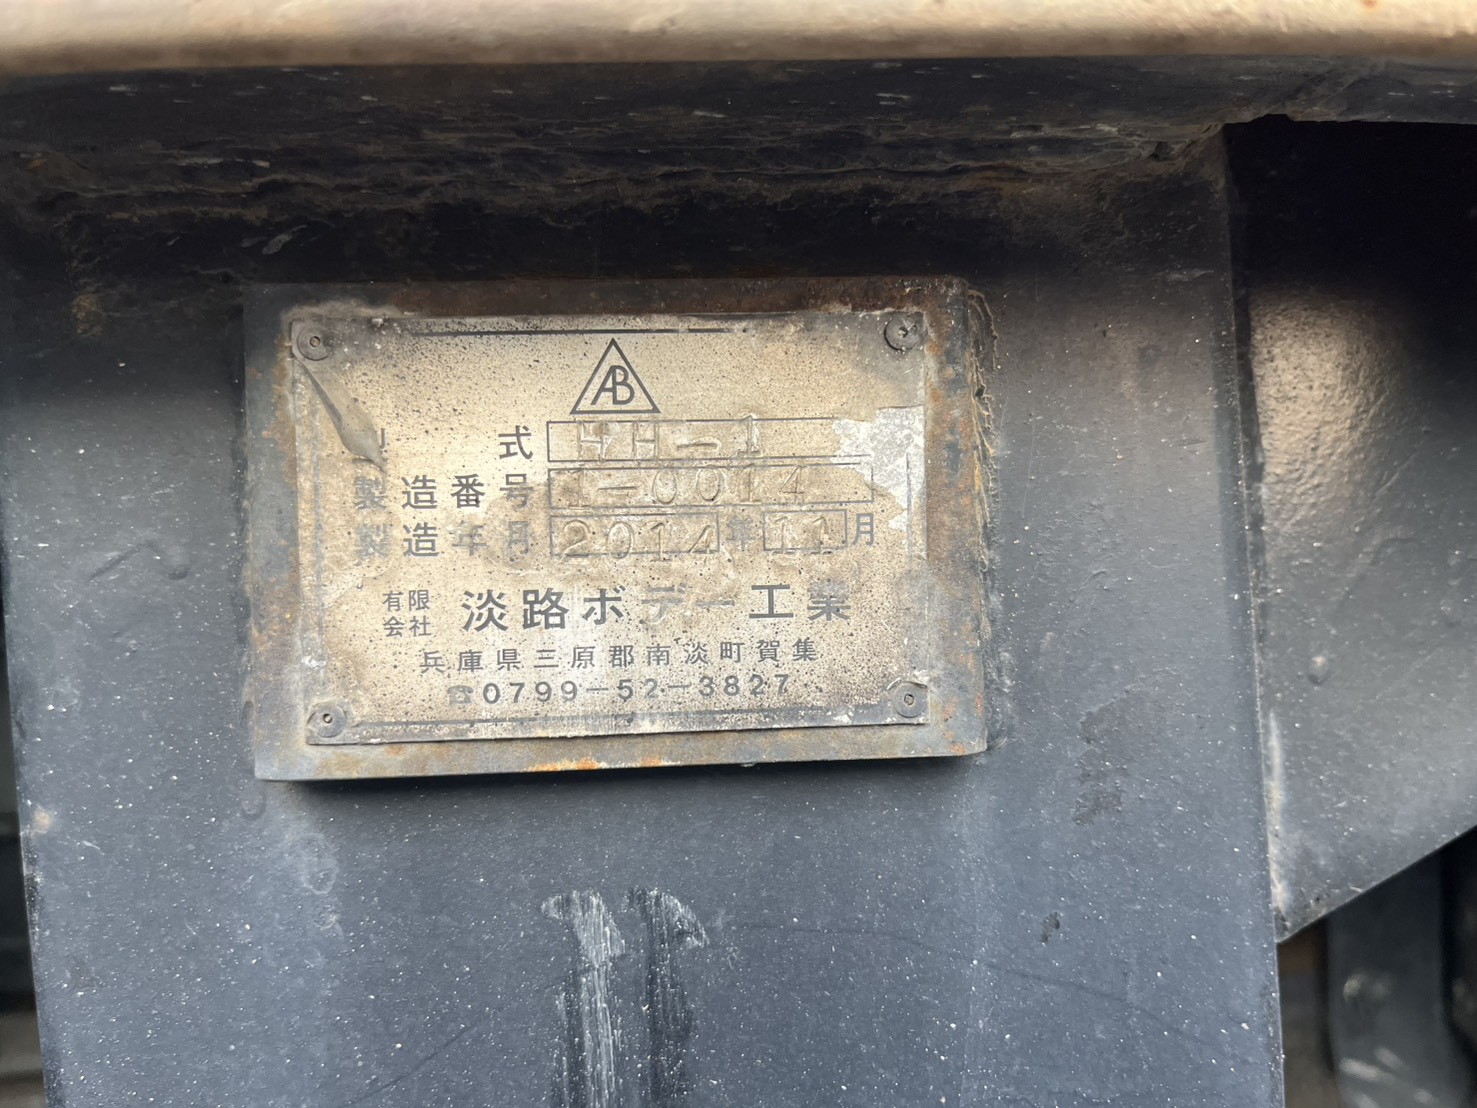 AB
式 HH-1
製造番号 1-0014
製造年月 2014年11月
有限会社 淡路ボデー工業
兵庫県三原郡南淡町賀集
☎0799-52-3827